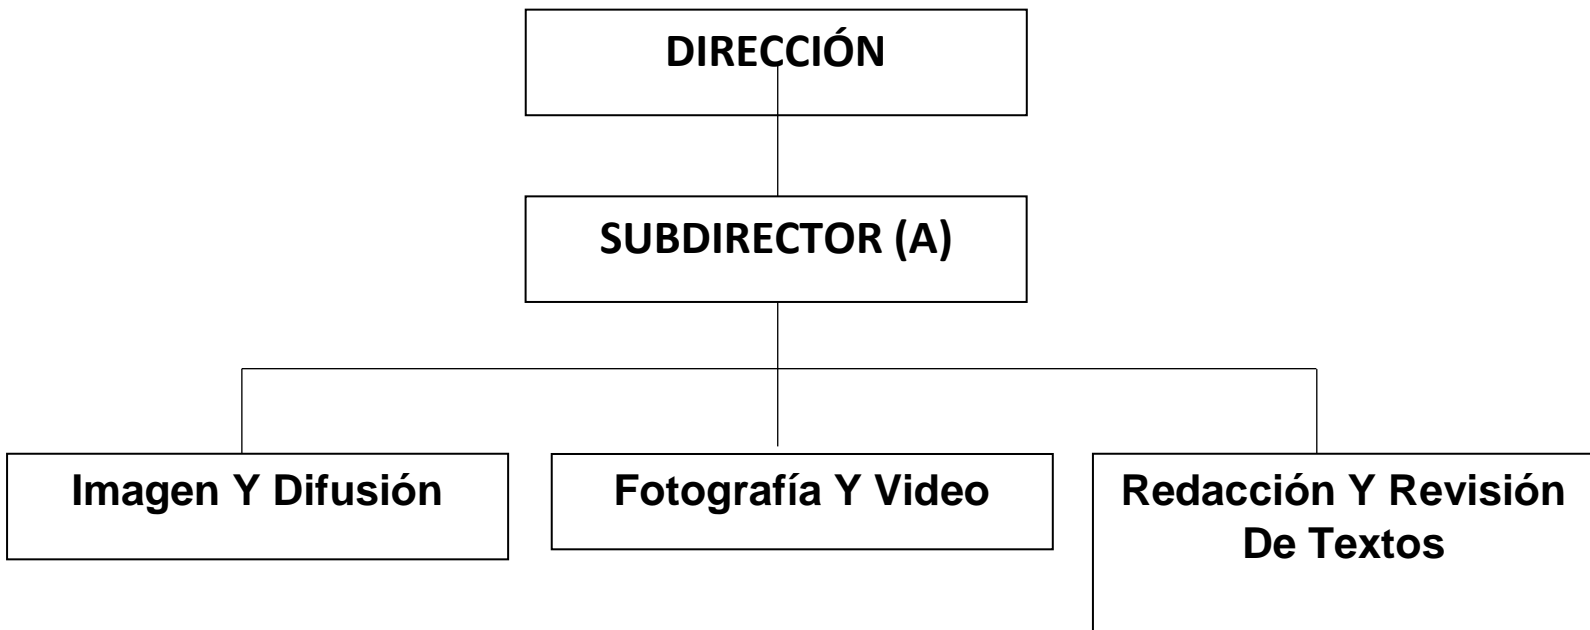 DIRECCIÓN
SUBDIRECTOR (A)
Imagen Y Difusión
Fotografía Y Video
Redacción Y Revisión
De Textos